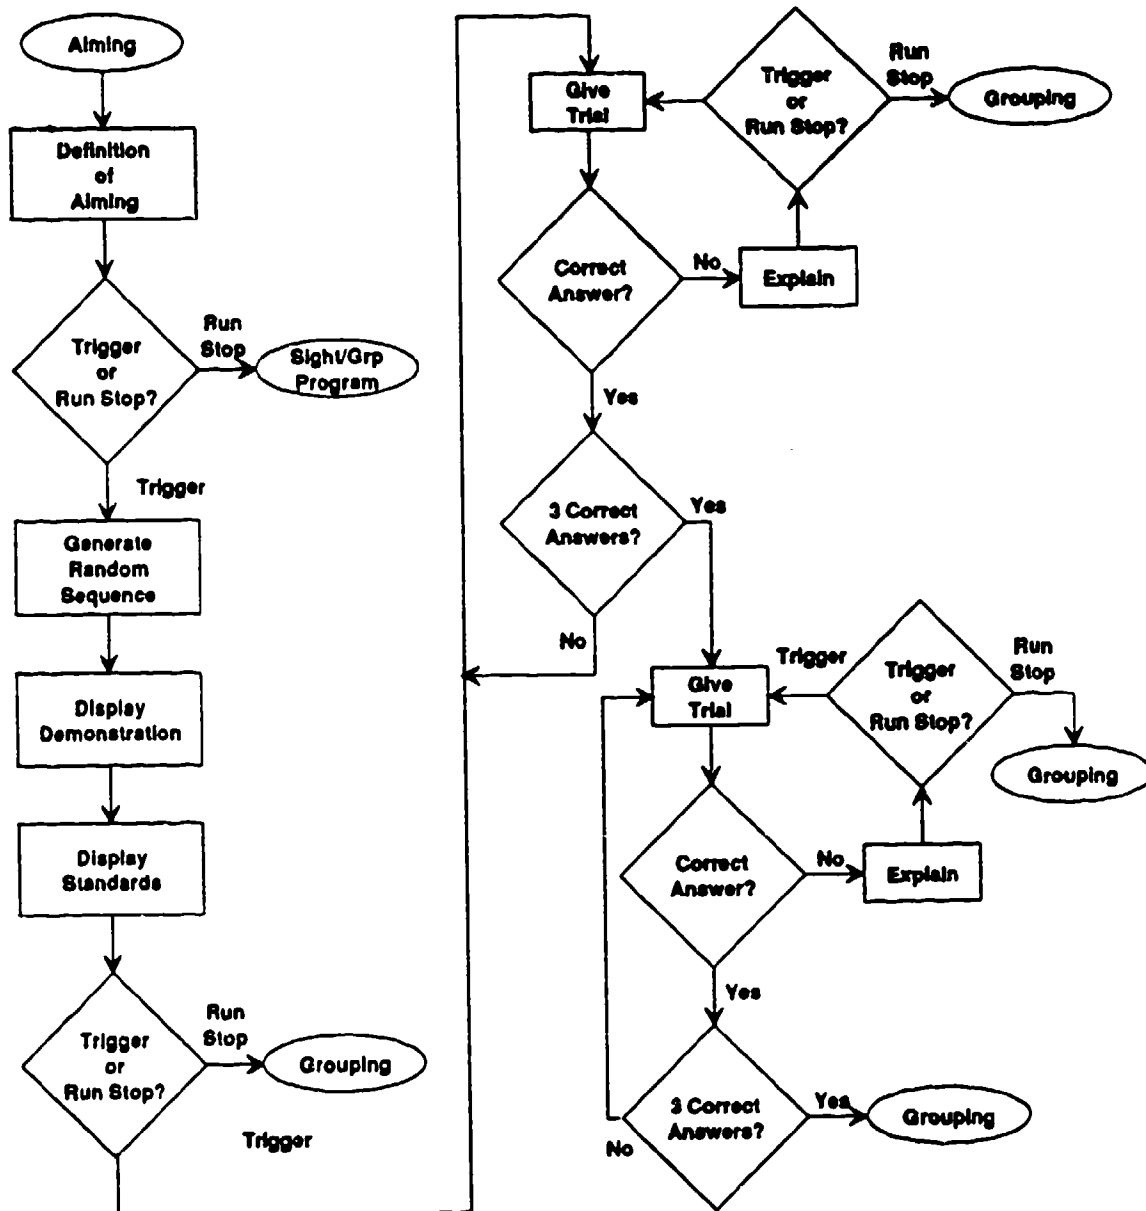 Aiming
Definition
of
Aiming
Trigger
or
Run Stop?
Run
Stop
Sight/Grp
Program
Trigger
Generate
Random
Sequence
Display
Demonstration
Display
Standards
Trigger
or
Run Stop?
Run
Stop
Grouping
Trigger
Give
Trial
Trigger
or
Run Stop?
Run
Stop
Grouping
Correct
Answer?
No
Explain
Yes
3 Correct
Answers?
Yes
No
Give
Trial
Trigger
Trigger
or
Run Stop?
Run
Stop
Grouping
Correct
Answer?
No
Explain
Yes
3 Correct
Answers?
Yes
Grouping
No